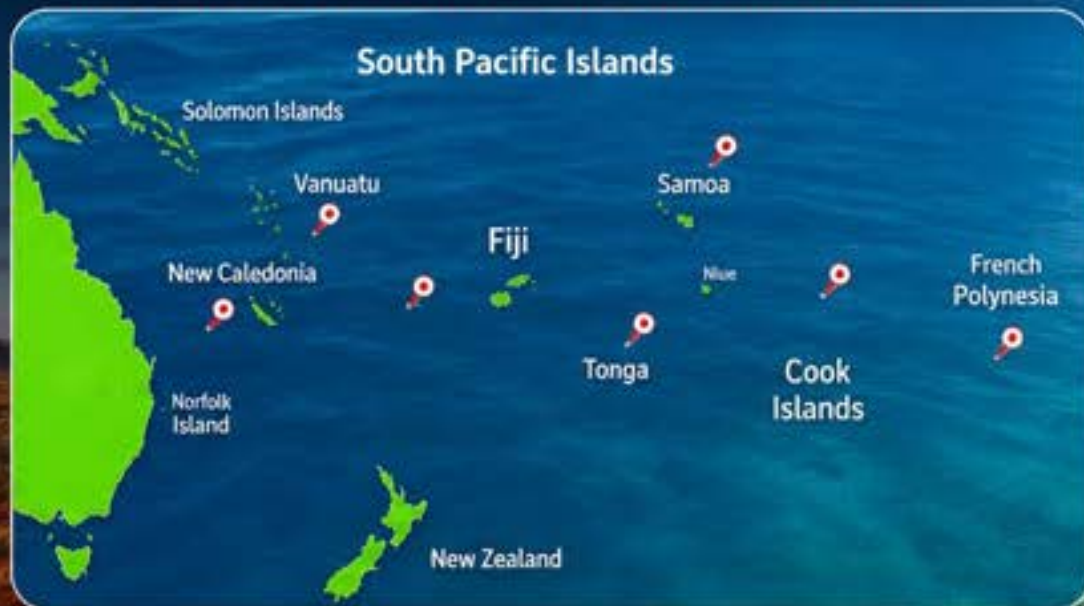 South Pacific Islands
Solomon Islands
Vanuatu
Samoa
Fiji
New Caledonia
Niue
French
Polynesia
Tonga
Cook
Islands
Norfolk
Island
New Zealand